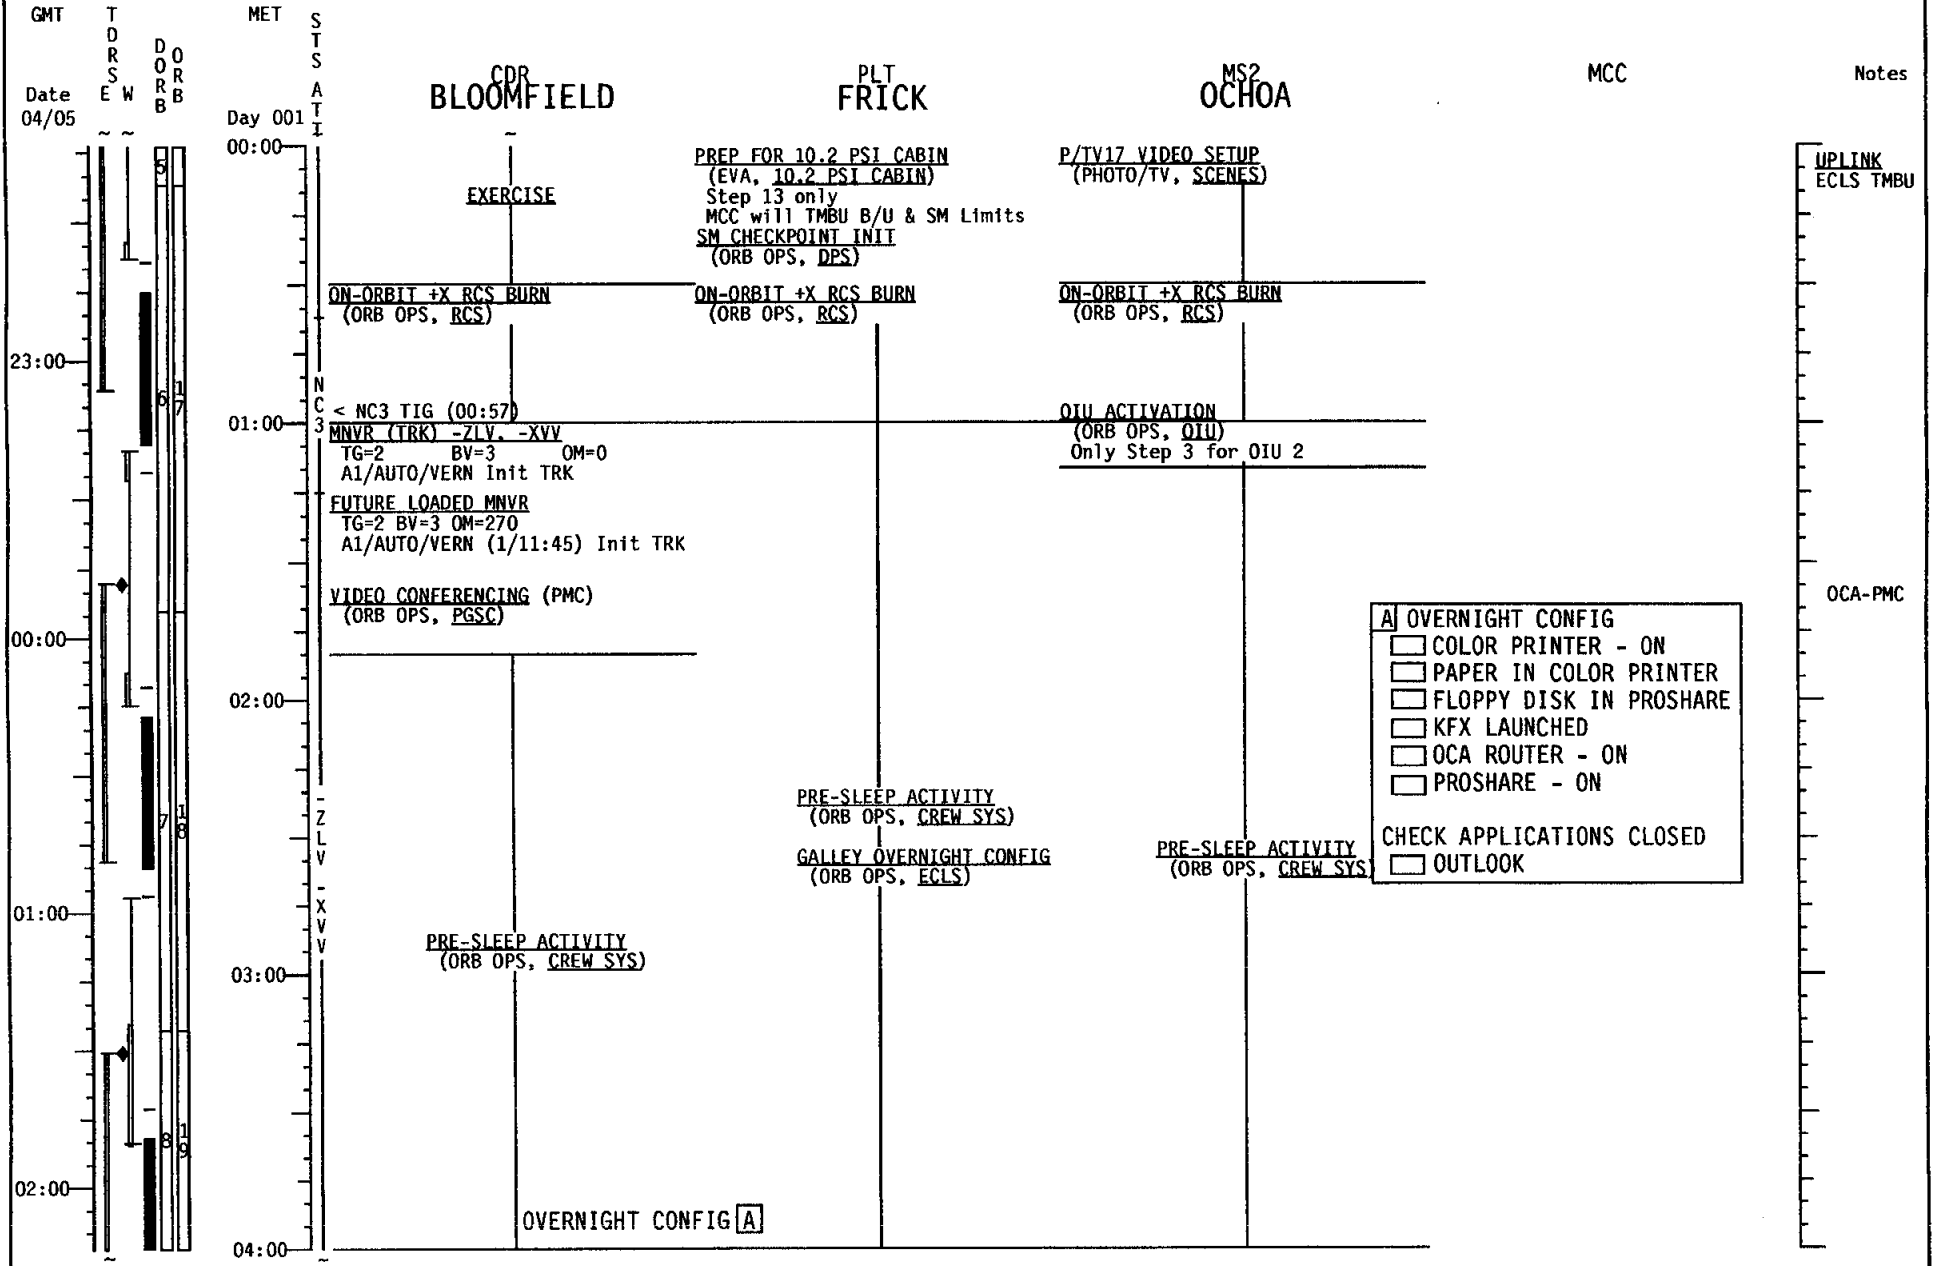 GMT
TDRS
E W
DORB
ORB
MET
STS ATT
Date
04/05
Day 001
CDR
BLOOMFIELD
PLT
FRICK
MS2
OCHOA
MCC
Notes
~ ~
~
00:00
5
EXERCISE
PREP FOR 10.2 PSI CABIN
(EVA, 10.2 PSI CABIN)
Step 13 only
MCC will TMBU B/U & SM Limits
SM CHECKPOINT INIT
(ORB OPS, DPS)
P/TV17 VIDEO SETUP
(PHOTO/TV, SCENES)
UPLINK
ECLS TMBU
ON-ORBIT +X RCS BURN
(ORB OPS, RCS)
ON-ORBIT +X RCS BURN
(ORB OPS, RCS)
ON-ORBIT +X RCS BURN
(ORB OPS, RCS)
23:00
6
17
NC3
01:00
< NC3 TIG (00:57)
MNVR (TRK) -ZLV, -XVV
TG=2 BV=3 OM=0
A1/AUTO/VERN Init TRK
FUTURE LOADED MNVR
TG=2 BV=3 OM=270
A1/AUTO/VERN (1/11:45) Init TRK
VIDEO CONFERENCING (PMC)
(ORB OPS, PGSC)
OIU ACTIVATION
(ORB OPS, OIU)
Only Step 3 for OIU 2
OCA-PMC
00:00
02:00
A OVERNIGHT CONFIG
COLOR PRINTER - ON
PAPER IN COLOR PRINTER
FLOPPY DISK IN PROSHARE
KFX LAUNCHED
OCA ROUTER - ON
PROSHARE - ON
CHECK APPLICATIONS CLOSED
OUTLOOK
7
18
-ZLV -XVV
PRE-SLEEP ACTIVITY
(ORB OPS, CREW SYS)
GALLEY OVERNIGHT CONFIG
(ORB OPS, ECLS)
PRE-SLEEP ACTIVITY
(ORB OPS, CREW SYS)
01:00
PRE-SLEEP ACTIVITY
(ORB OPS, CREW SYS)
03:00
8
19
02:00
OVERNIGHT CONFIG A
04:00
~
~